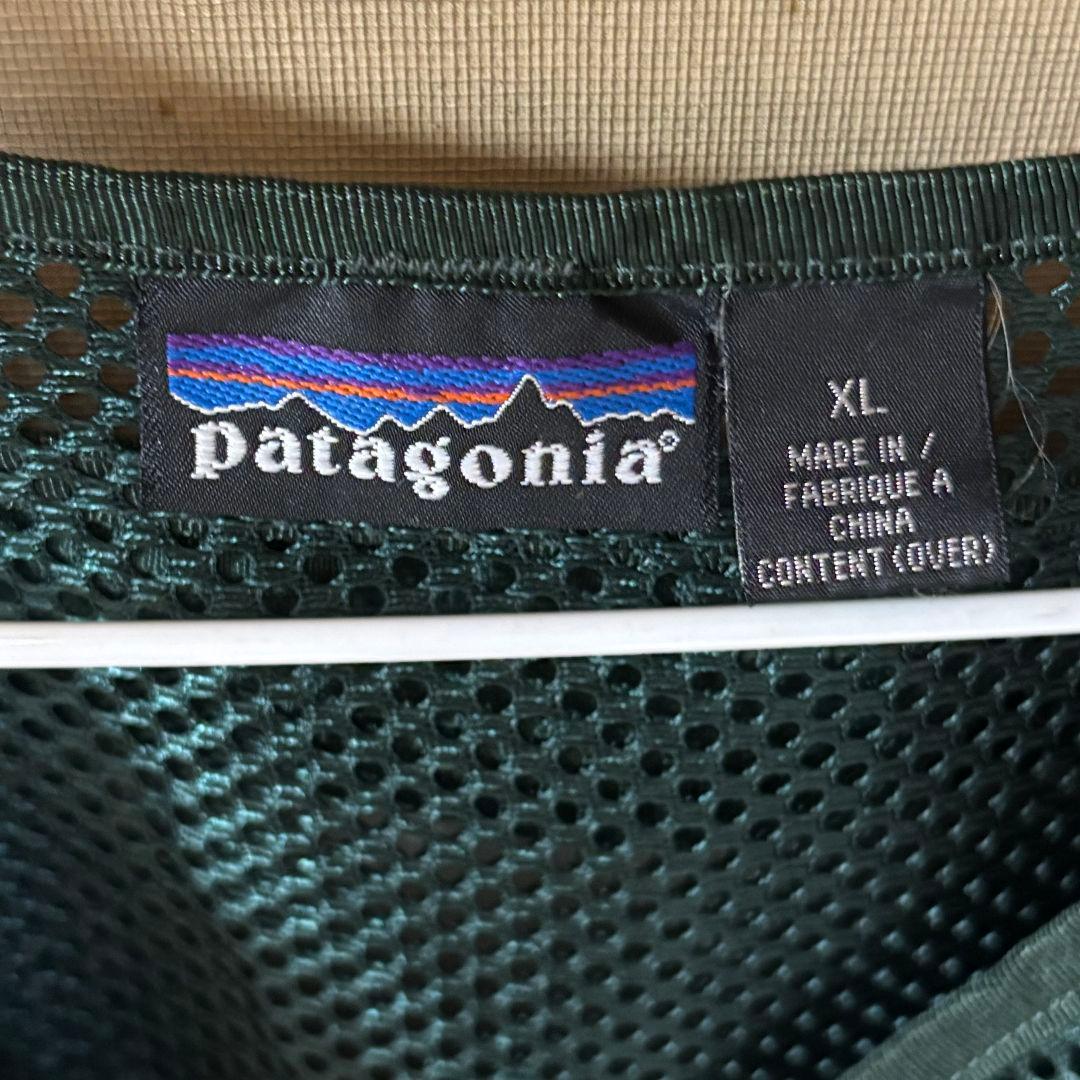 patagonia®
XL
MADE IN /
FABRIQUE A
CHINA
CONTENT (OVER)